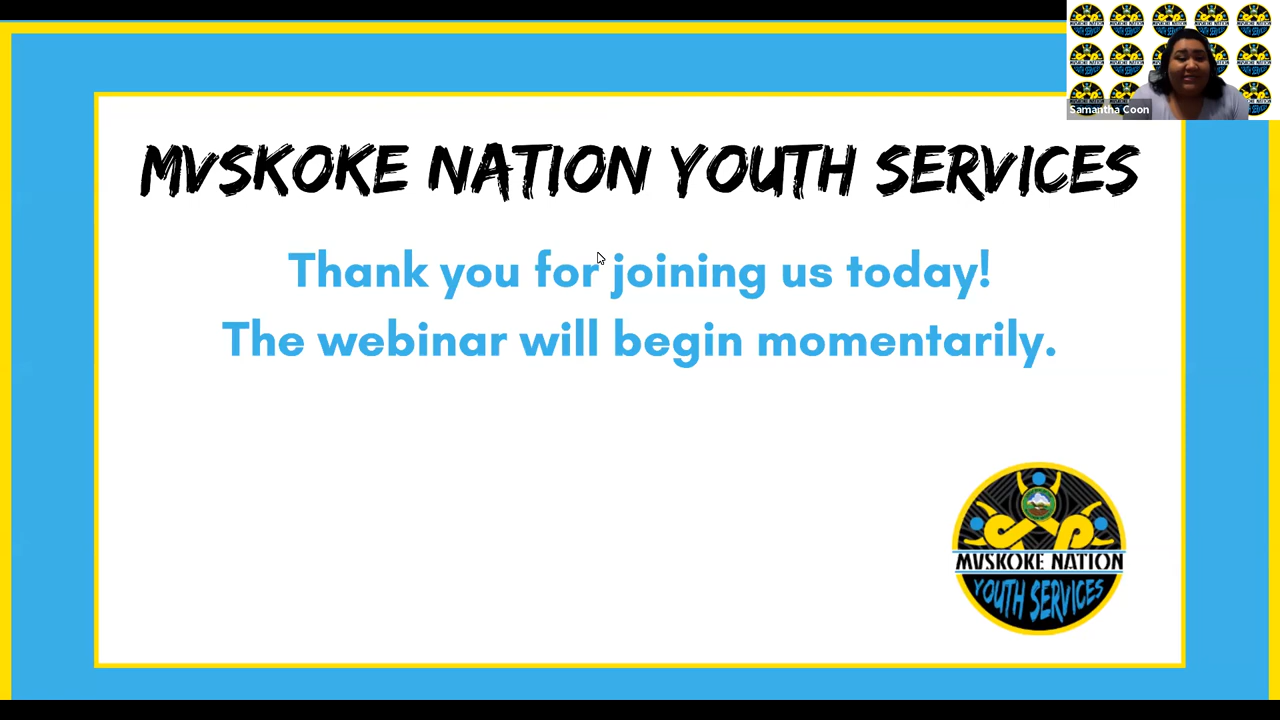 Samantha Coon
MVSKOKE NATION YOUTH SERVICES
Thank you for joining us today!
The webinar will begin momentarily.
MVSKOKE NATION
YOUTH SERVICES